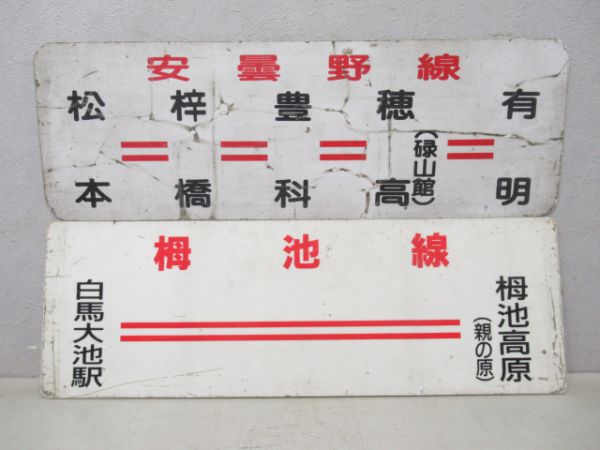 安曇野線
松本
梓橋
豊科
穂高
(碌山館)
有明
栂池線
白馬大池駅
栂池高原
(親の原)